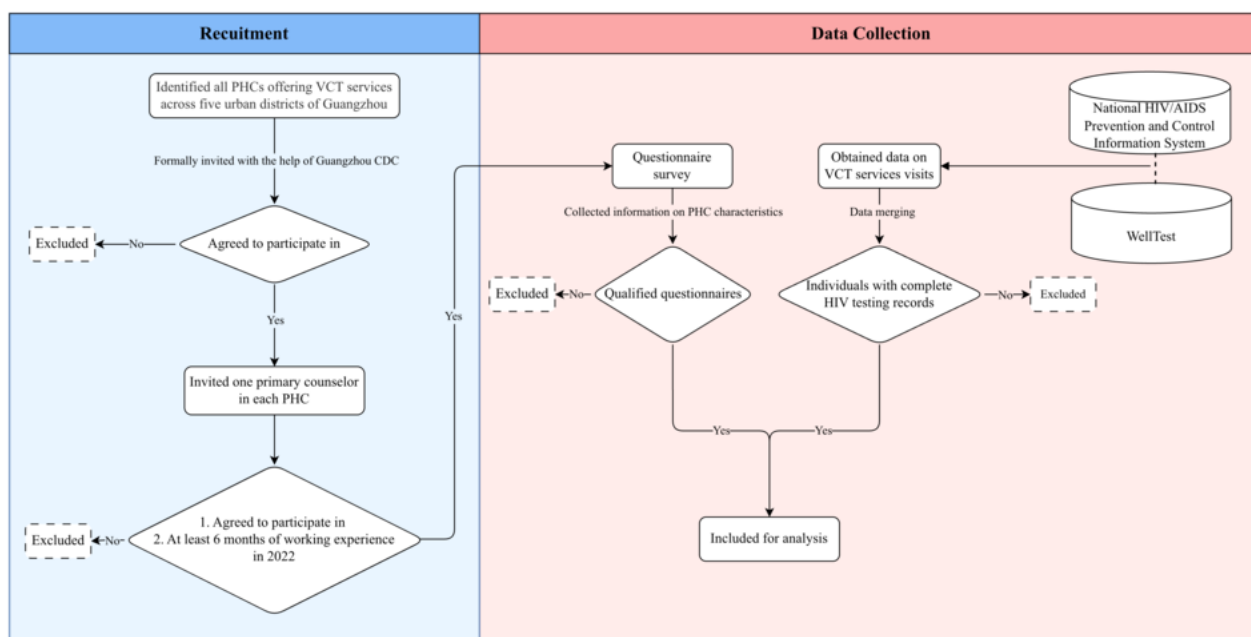 Recuitment
Identified all PHCs offering VCT services
across five urban districts of Guangzhou
Formally invited with the help of Guangzhou CDC
Agreed to participate in
No
Excluded
Yes
Invited one primary counselor
in each PHC
1. Agreed to participate in
2. At least 6 months of working experience
in 2022
No
Excluded
Yes
Data Collection
Questionnaire
survey
Collected information on PHC characteristics
Qualified questionnaires
No
Excluded
Yes
National HIV/AIDS
Prevention and Control
Information System
WellTest
Obtained data on
VCT services visits
Data merging
Individuals with complete
HIV testing records
No
Excluded
Yes
Included for analysis